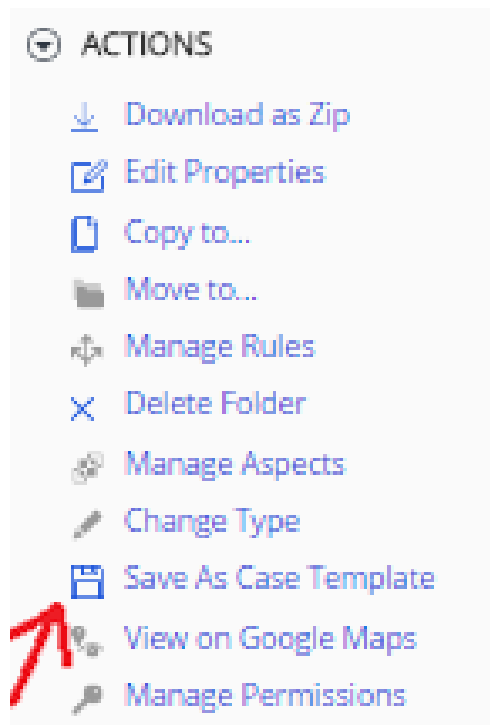 ACTIONS
Download as Zip
Edit Properties
Copy to...
Move to...
Manage Rules
Delete Folder
Manage Aspects
Change Type
Save As Case Template
View on Google Maps
Manage Permissions